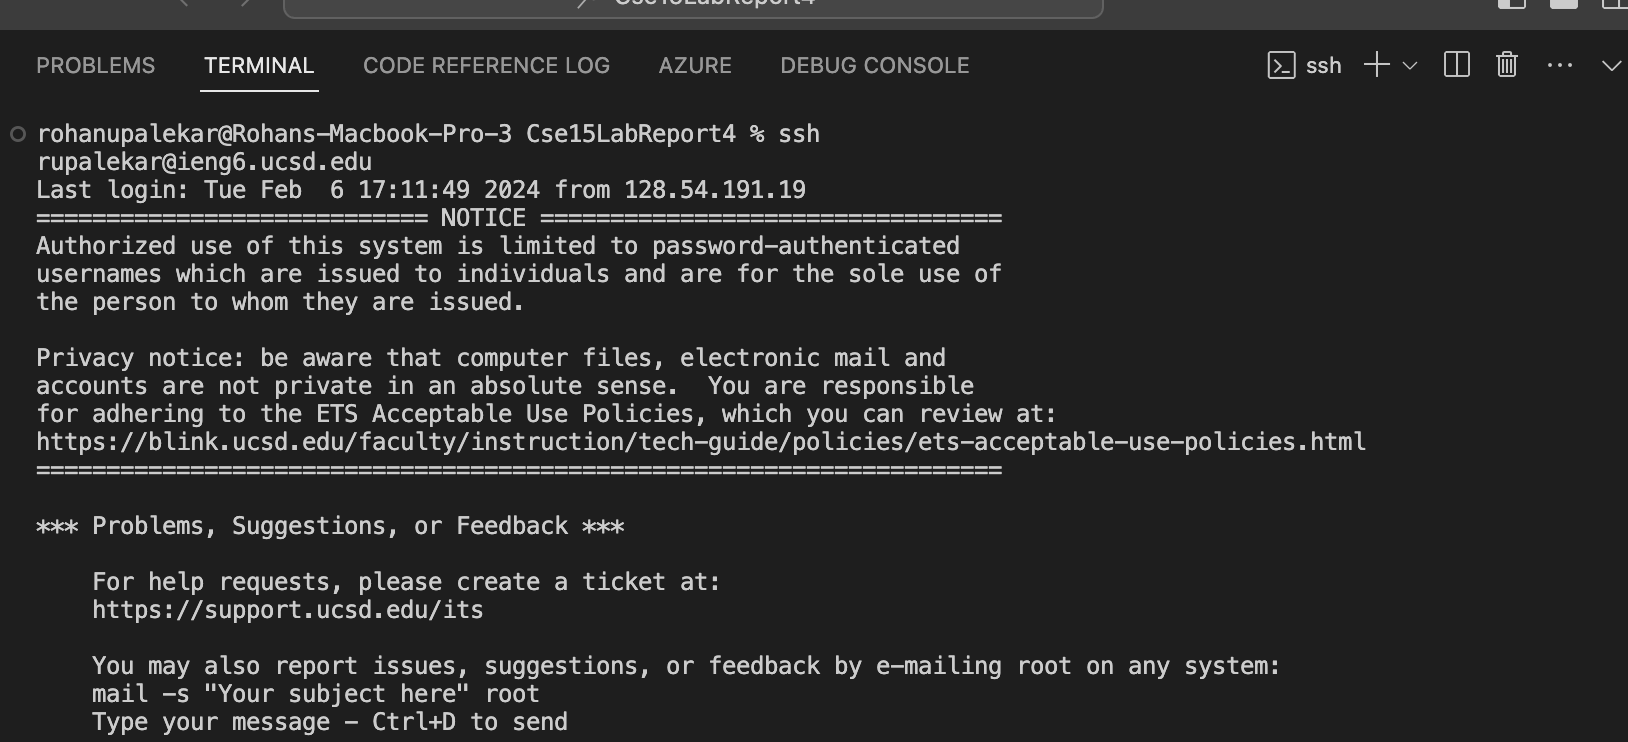 Cse15LabReport4
PROBLEMS TERMINAL CODE REFERENCE LOG AZURE DEBUG CONSOLE ssh
rohanupalekar@Rohans-Macbook-Pro-3 Cse15LabReport4 % ssh
rupalekar@ieng6.ucsd.edu
Last login: Tue Feb  6 17:11:49 2024 from 128.54.191.19
============================ NOTICE =================================
Authorized use of this system is limited to password-authenticated
usernames which are issued to individuals and are for the sole use of
the person to whom they are issued.
Privacy notice: be aware that computer files, electronic mail and
accounts are not private in an absolute sense.  You are responsible
for adhering to the ETS Acceptable Use Policies, which you can review at:
https://blink.ucsd.edu/faculty/instruction/tech-guide/policies/ets-acceptable-use-policies.html
=====================================================================
*** Problems, Suggestions, or Feedback ***
For help requests, please create a ticket at:
https://support.ucsd.edu/its
You may also report issues, suggestions, or feedback by e-mailing root on any system:
mail -s "Your subject here" root
Type your message - Ctrl+D to send